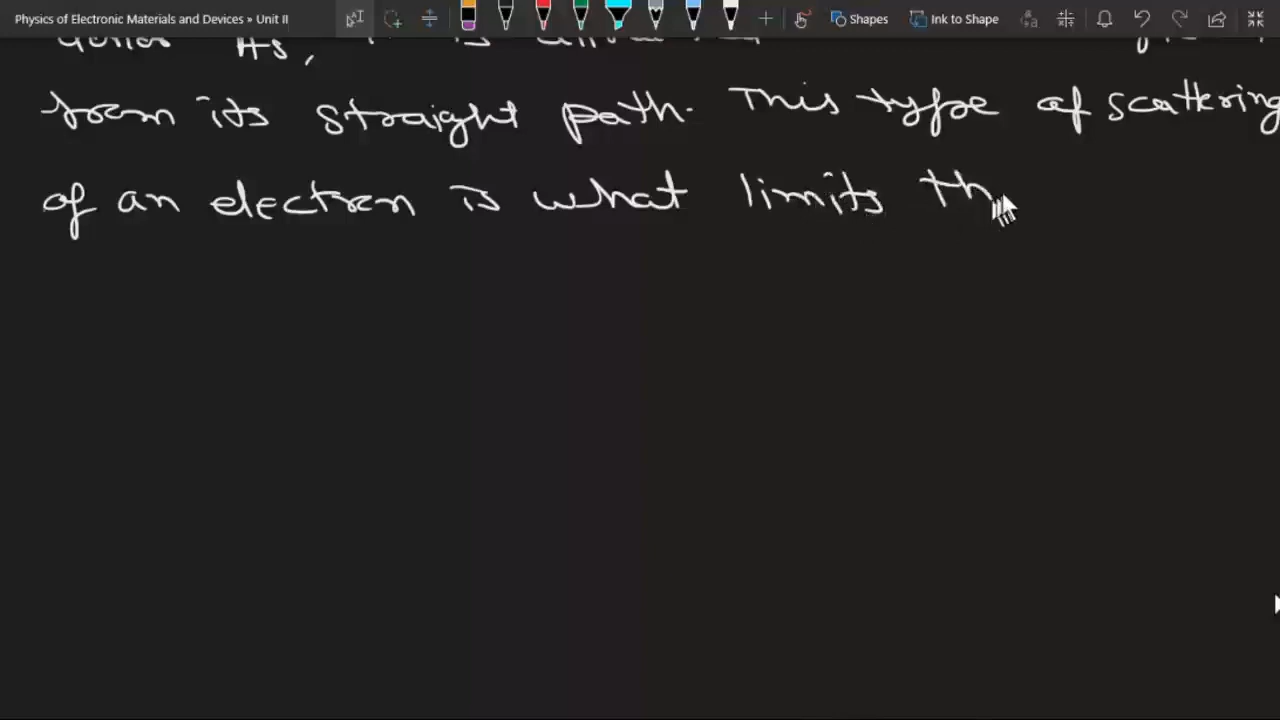 Physics of Electronic Materials and Devices » Unit II
Shapes
Ink to Shape
As,
from its straight path. This type of scattering
of an electron is what limits th